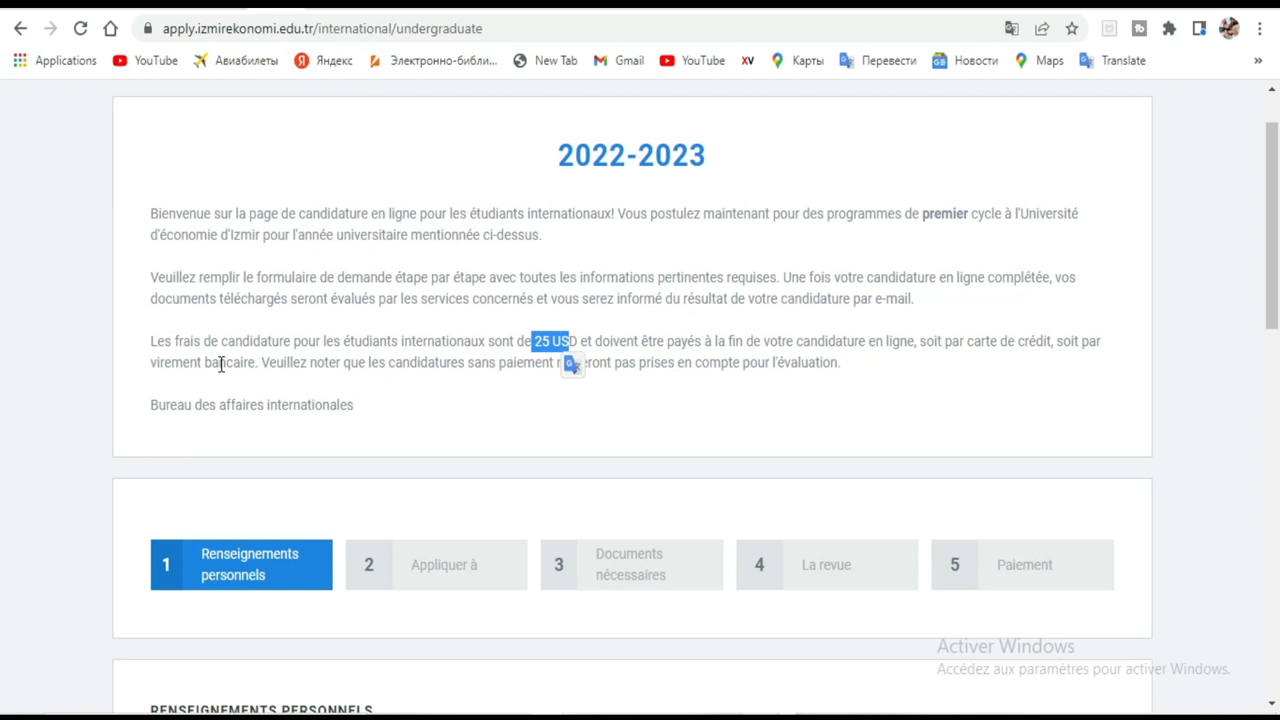 apply.izmirekonomi.edu.tr/international/undergraduate
Applications YouTube Авиабилеты Яндекс Электронно-библи... New Tab Gmail YouTube XV Карты Перевести Новости Maps Translate »
2022-2023
Bienvenue sur la page de candidature en ligne pour les étudiants internationaux! Vous postulez maintenant pour des programmes de premier cycle à l'Université
d'économie d'Izmir pour l'année universitaire mentionnée ci-dessus.
Veuillez remplir le formulaire de demande étape par étape avec toutes les informations pertinentes requises. Une fois votre candidature en ligne complétée, vos
documents téléchargés seront évalués par les services concernés et vous serez informé du résultat de votre candidature par e-mail.
Les frais de candidature pour les étudiants internationaux sont de 25 USD et doivent être payés à la fin de votre candidature en ligne, soit par carte de crédit, soit par
virement bancaire. Veuillez noter que les candidatures sans paiement pas prises en compte pour l'évaluation.
Bureau des affaires internationales
1 Renseignements personnels
2 Appliquer à
3 Documents nécessaires
4 La revue
5 Paiement
Activer Windows
Accédez aux paramètres pour activer Windows.
RENSEIGNEMENTS PERSONNELS